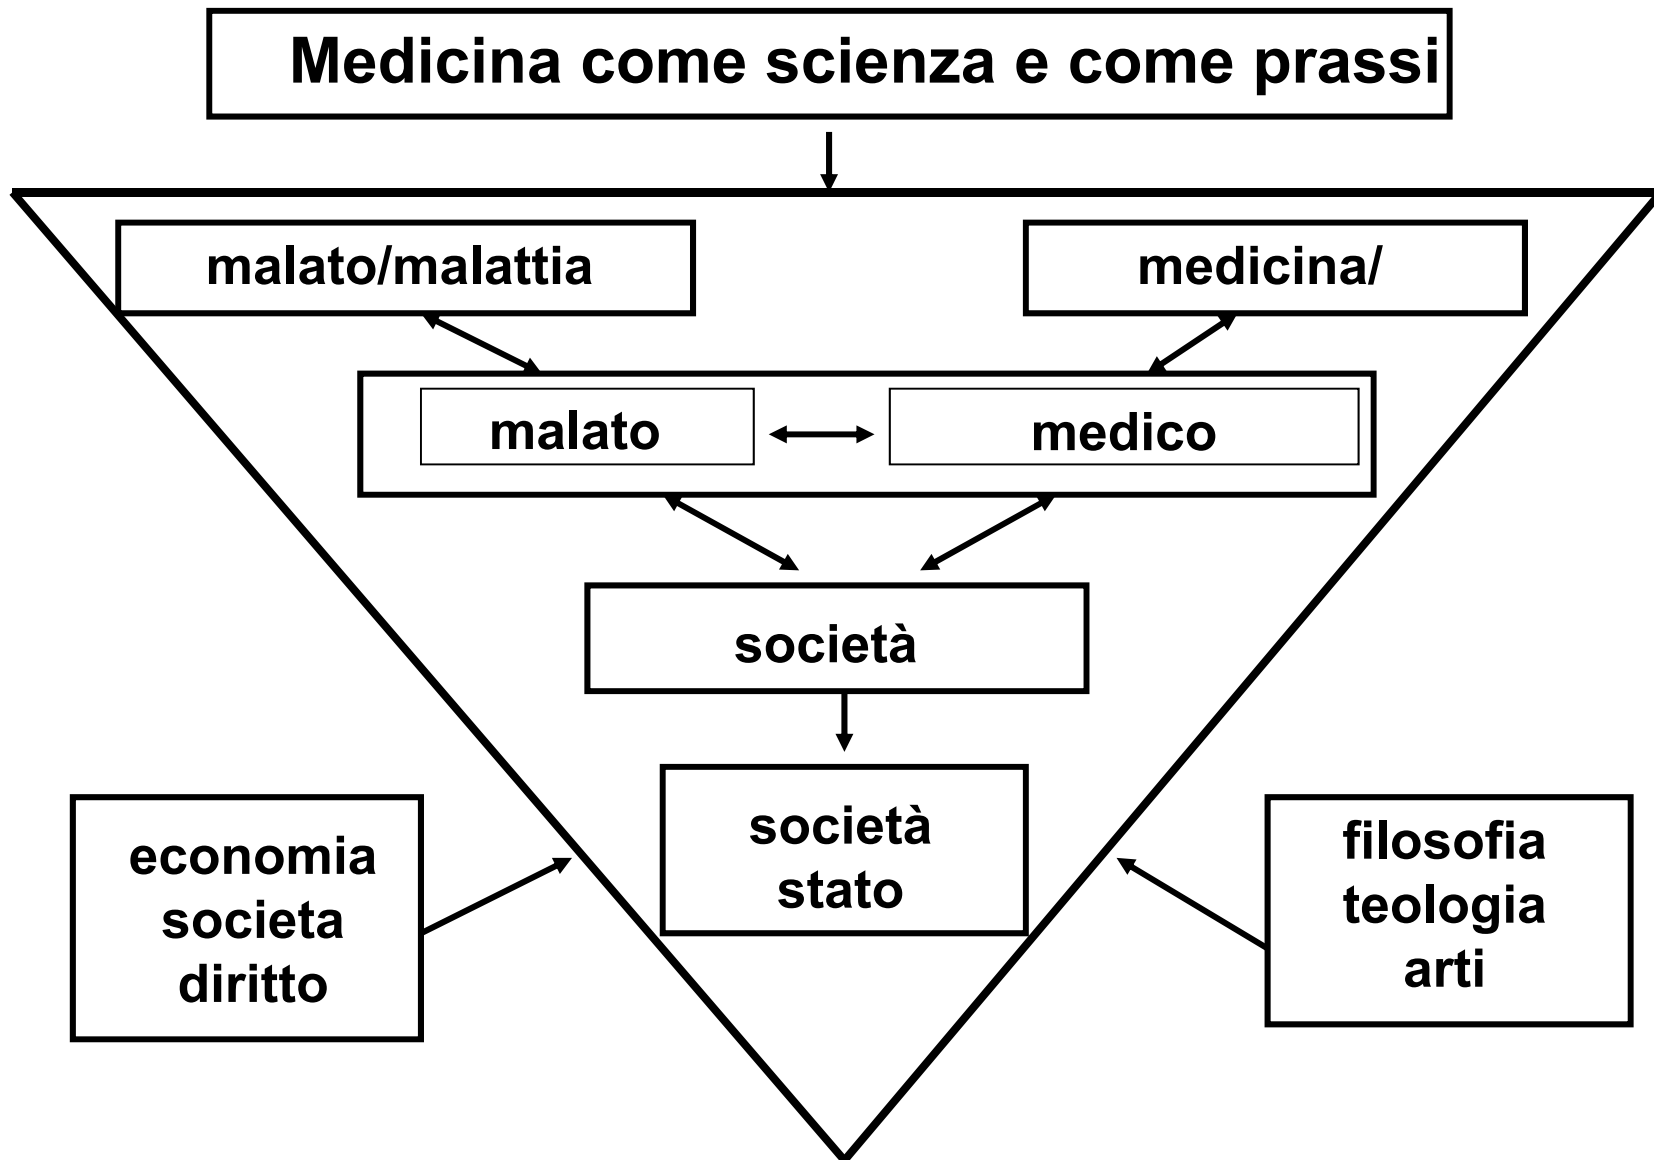 Medicina come scienza e come prassi
malato/malattia
medicina/
malato
medico
società
società
stato
economia
societa
diritto
filosofia
teologia
arti